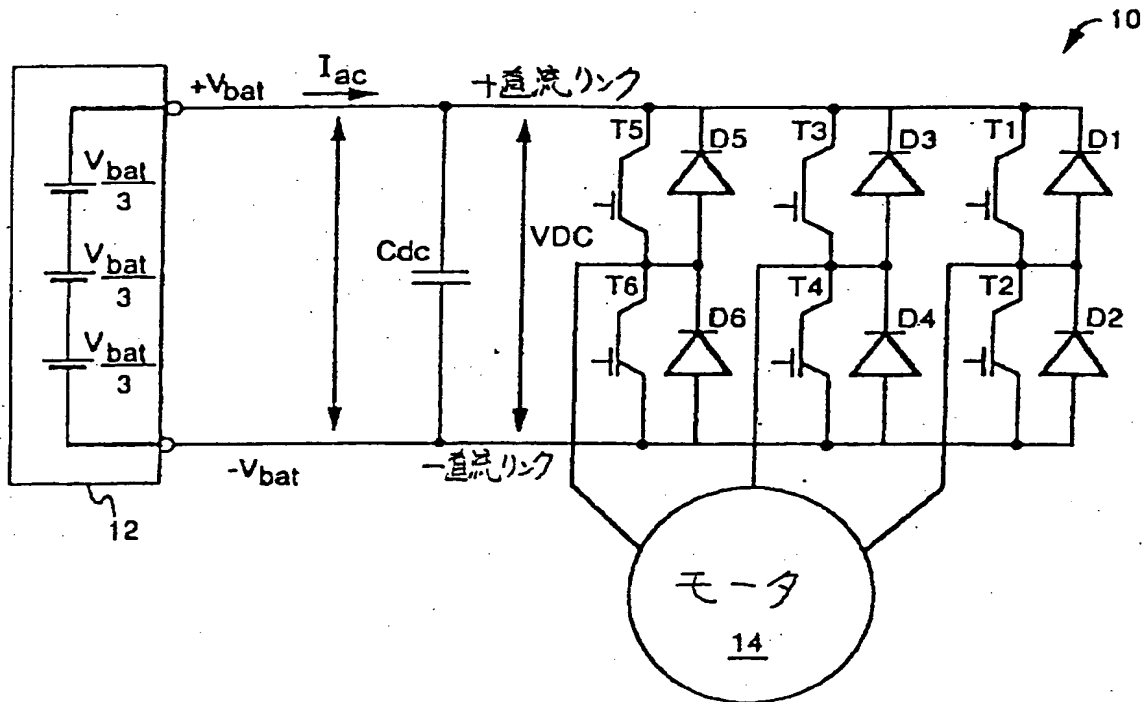 10
+Vbat
Iac
+直流リンク
T5
D5
T3
D3
T1
D1
Vbat
3
Vbat
3
Vbat
3
Cdc
VDC
T6
D6
T4
D4
T2
D2
-Vbat
-直流リンク
12
モータ
14